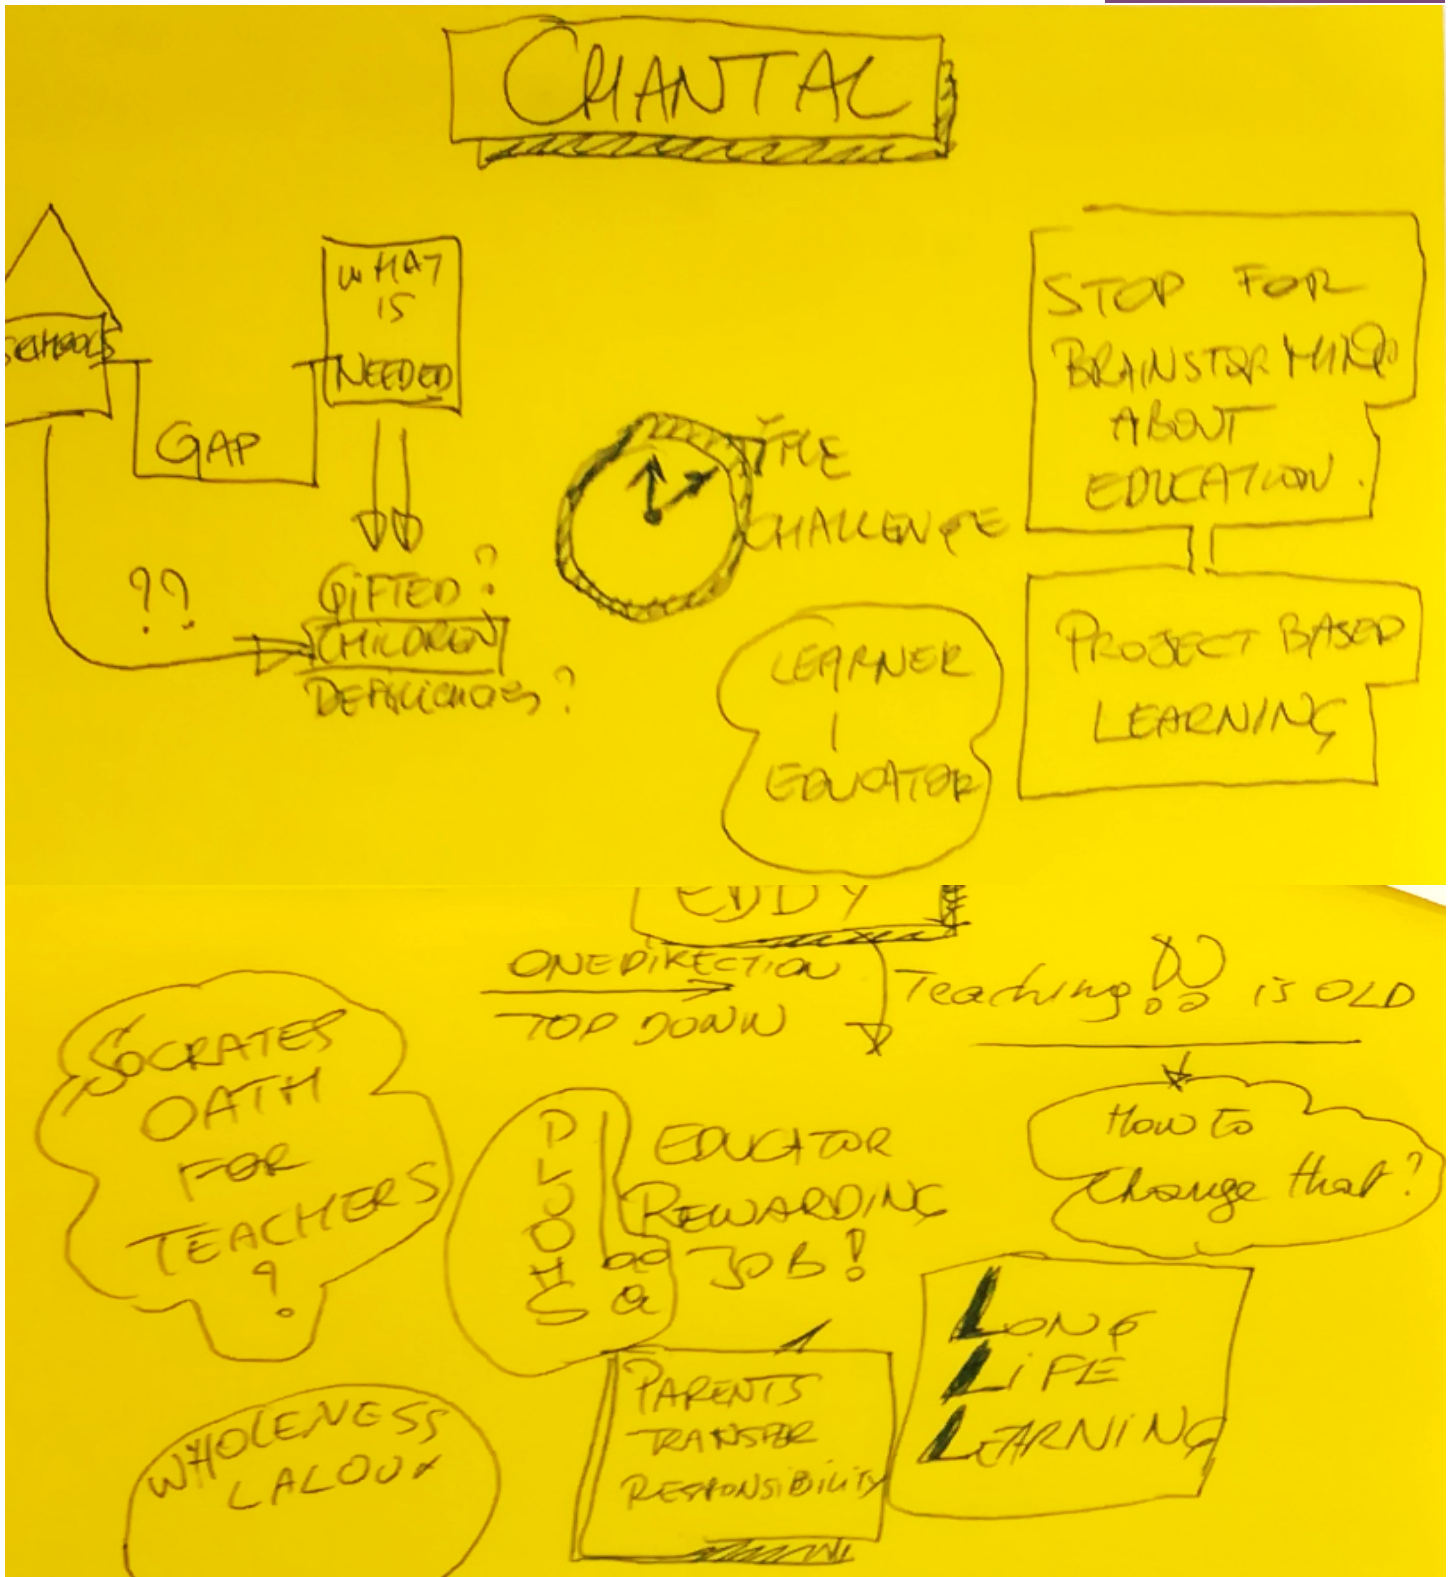 CHANTAL
SCHOOLS
GAP
WHAT
IS
NEEDED
??
GIFTED?
CHILDREN
DEFICIENCIES?
TIME
CHALLENGE
LEARNER
EDUCATOR
STOP FOR
BRAINSTORMING
ABOUT
EDUCATION.
PROJECT BASED
LEARNING
EDDY
ONE DIRECTION
TOP DOWN
Teaching!? is OLD
How to
change that?
SOCRATES
OATH
FOR
TEACHERS
?
EDUCATOR
REWARDING
JOB!
LONG
LiFE
LEARNiNG
PARENTS
TRANSFER
RESPONSiBiLiTY
WHOLENESS
LALOUX